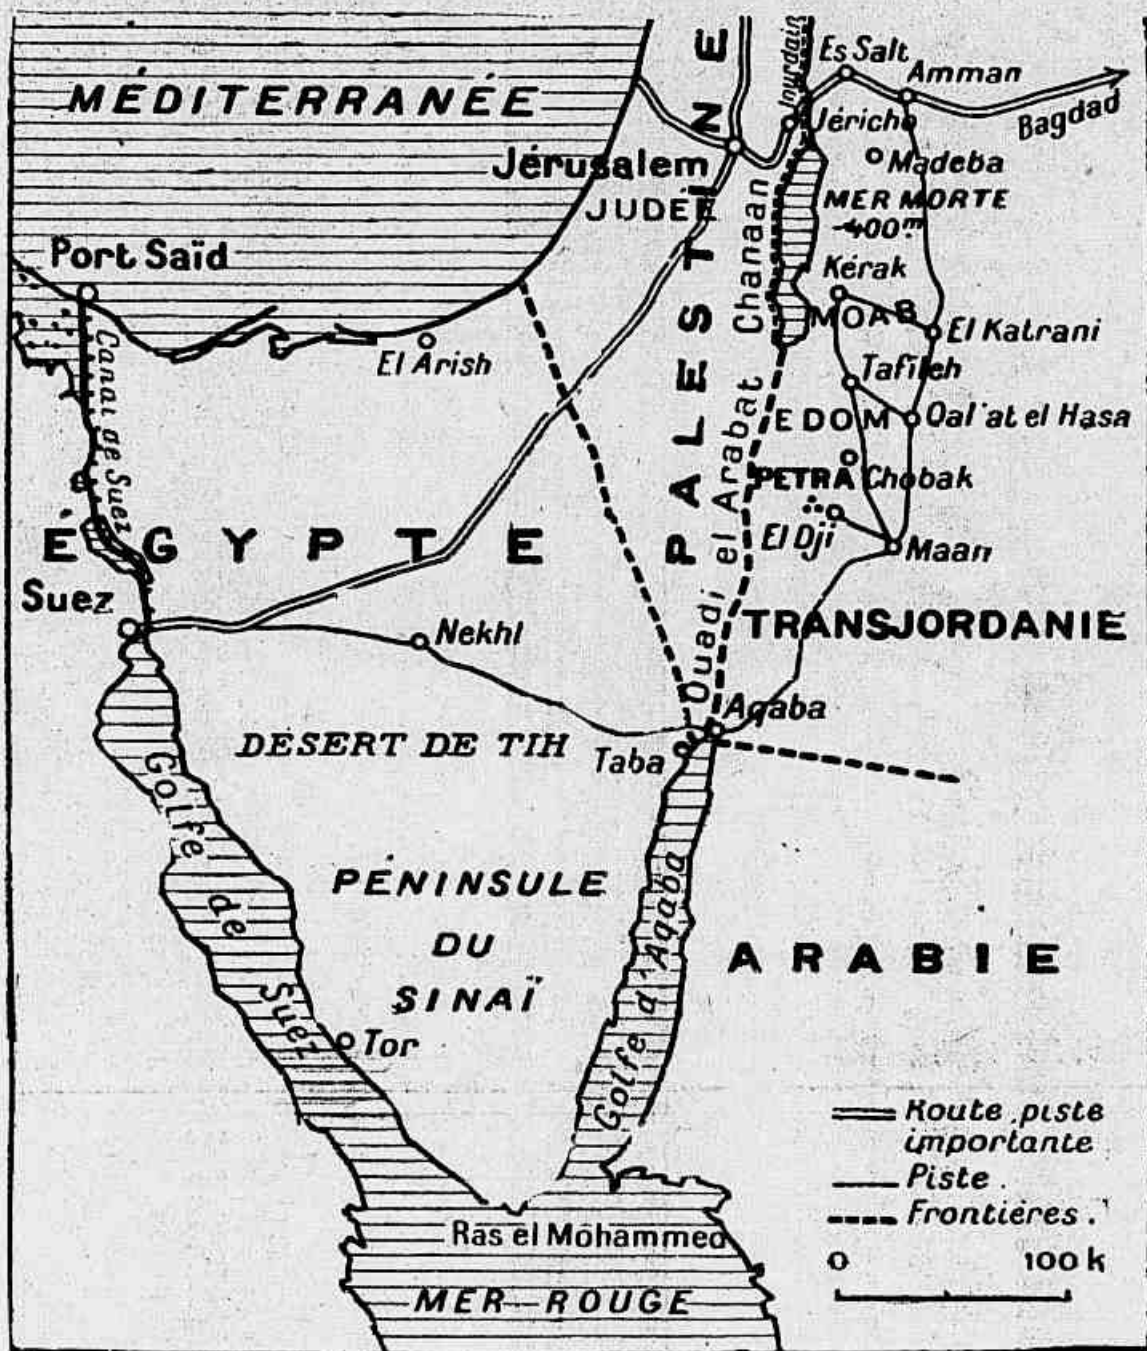 MÉDITERRANÉE
Es Salt
Amman
Bagdad
Jourdain
Jéricho
Jérusalem
Madeba
JUDÉE
MER MORTE
-400m
Port Saïd
Kérak
MOAB
El Katrani
El Arish
Tafileh
Canal de Suez
PALESTINE
Chanaan
EDOM
Qal'at el Hasa
PETRA
Chobak
El Dji
Maan
ÉGYPTE
Ouadi el Arabat
Suez
Nekhl
TRANSJORDANIE
Aqaba
DÉSERT DE TIH
Taba
Golfe de Suez
PÉNINSULE
DU
SINAÏ
Golfe d'Aqaba
ARABIE
Tor
Route piste
importante
Piste.
Frontiéres.
Ras el Mohammed
0 100 k
MER ROUGE